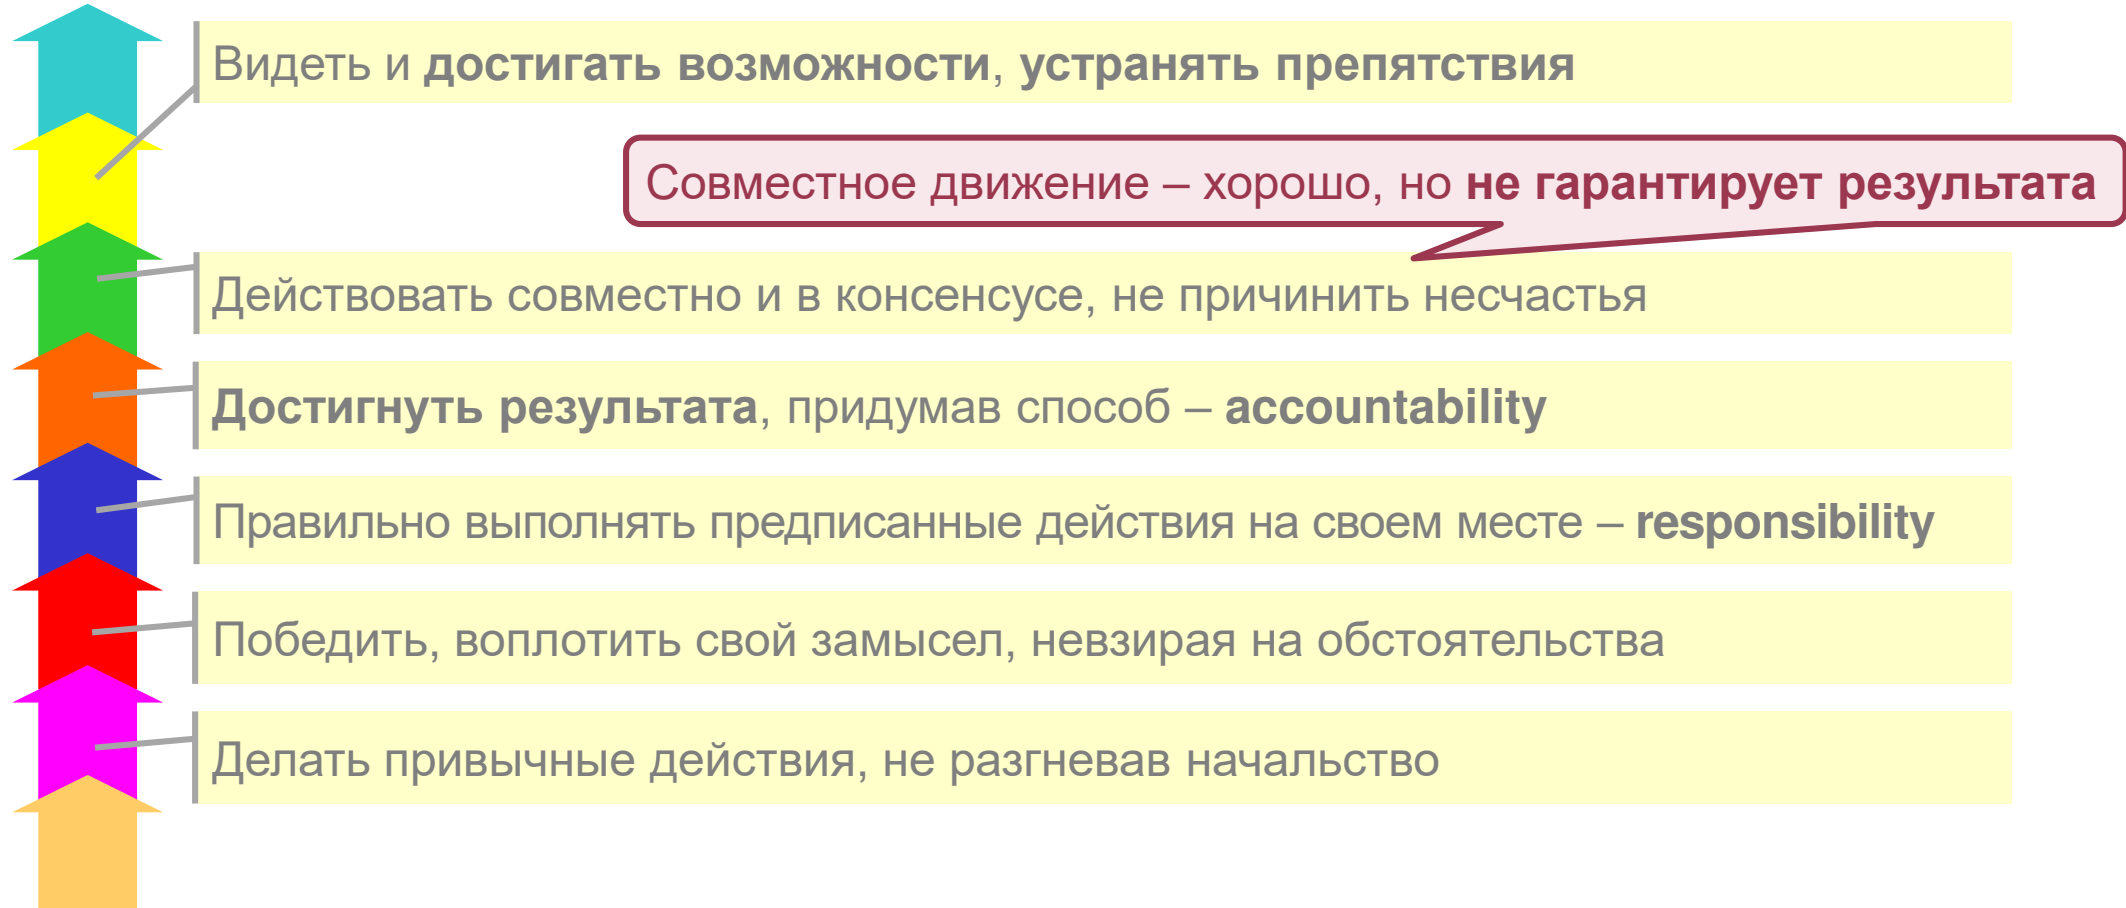 Видеть и достигать возможности, устранять препятствия
Совместное движение – хорошо, но не гарантирует результата
Действовать совместно и в консенсусе, не причинить несчастья
Достигнуть результата, придумав способ – accountability
Правильно выполнять предписанные действия на своем месте – responsibility
Победить, воплотить свой замысел, невзирая на обстоятельства
Делать привычные действия, не разгневав начальство